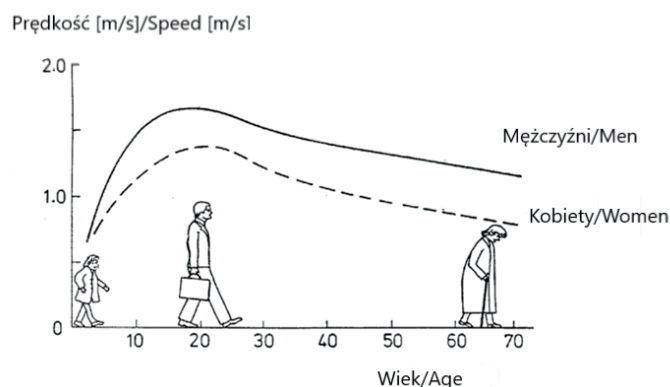 Prędkość [m/s]/Speed [m/s]
2.0
Mężczyźni/Men
1.0
Kobiety/Women
0
10 20 30 40 50 60 70
Wiek/Age